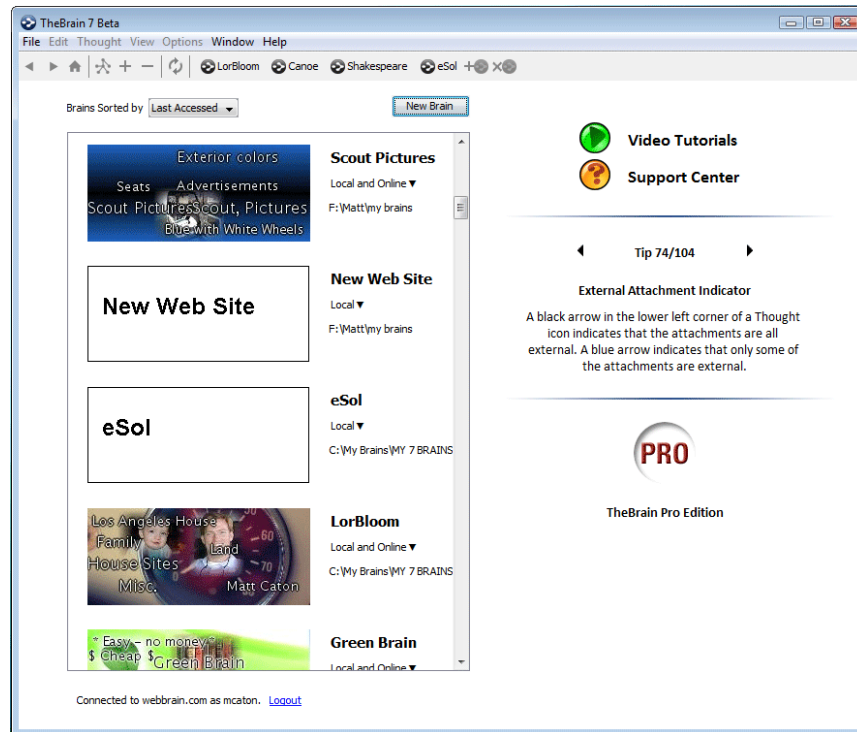 TheBrain 7 Beta
File Edit Thought View Options Window Help
LorBloom Canoe Shakespeare eSol
Brains Sorted by Last Accessed New Brain
Exterior colors
Seats Advertisements
Scout Pictures Scout, Pictures
Blue with White Wheels
Scout Pictures
Local and Online
F:\Matt\my brains
New Web Site
New Web Site
Local
F:\Matt\my brains
eSol
eSol
Local
C:\My Brains\MY 7 BRAINS
Los Angeles House
Family
Land
House Sites
Misc. Matt Caton
60
70
LorBloom
Local and Online
C:\My Brains\MY 7 BRAINS
* Easy – no money *
$ Cheap $ Green Brain
Green Brain
Local and Online
Connected to webbrain.com as mcaton. Logout
Video Tutorials
Support Center
Tip 74/104
External Attachment Indicator
A black arrow in the lower left corner of a Thought
icon indicates that the attachments are all
external. A blue arrow indicates that only some of
the attachments are external.
PRO
TheBrain Pro Edition